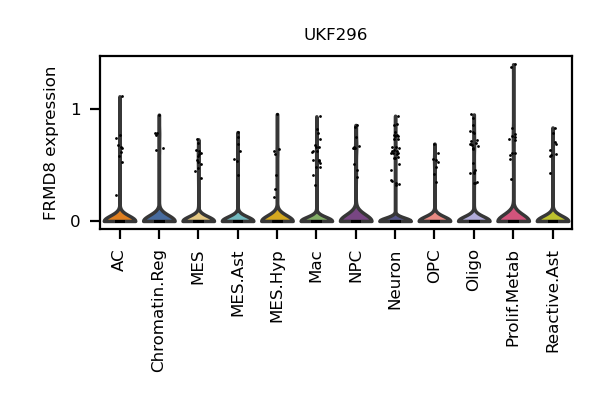 UKF296
FRMD8 expression
1
0
AC
Chromatin.Reg
MES
MES.Ast
MES.Hyp
Mac
NPC
Neuron
OPC
Oligo
Prolif.Metab
Reactive.Ast